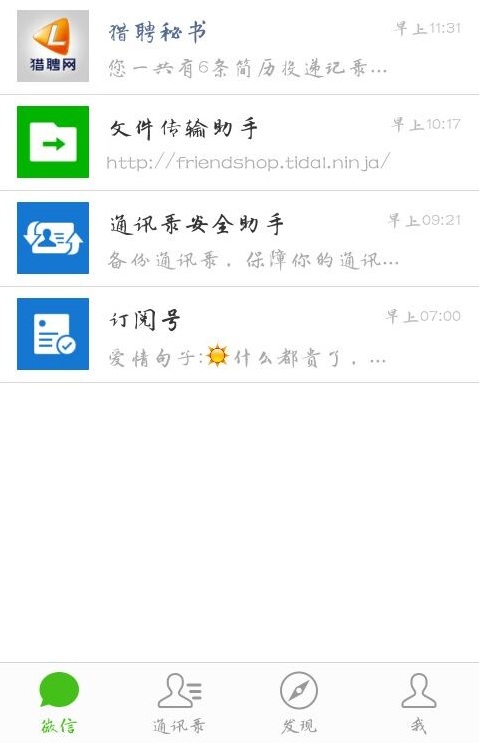 猎聘网
猎聘秘书
早上11:31
您一共有6条简历投递记录...
文件传输助手
早上10:17
http://friendshop.tidal.ninja/
通讯录安全助手
早上09:21
备份通讯录，保障你的通讯...
订阅号
早上07:00
爱情句子:☀什么都贵了，...
微信
通讯录
发现
我